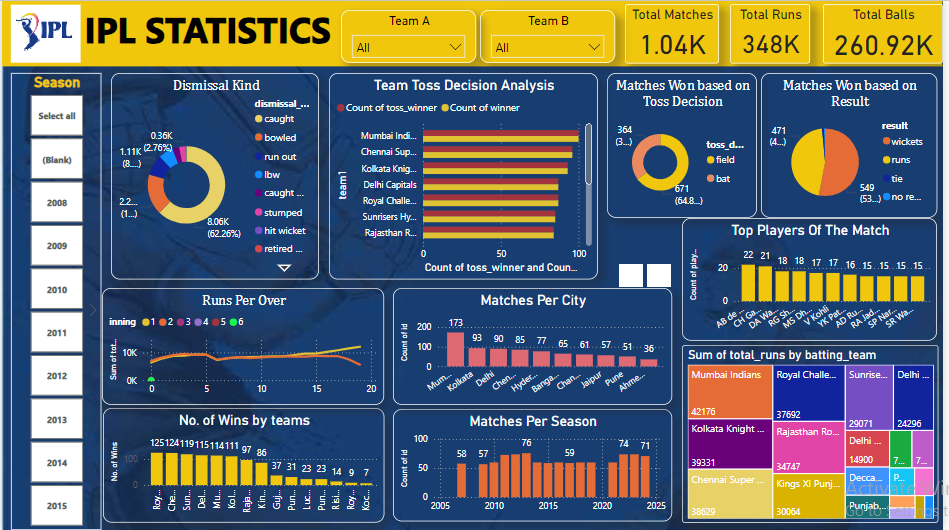 IPL
IPL STATISTICS
Team A
All
Team B
All
Total Matches
1.04K
Total Runs
348K
Total Balls
260.92K
Season
Select all
(Blank)
2008
2009
2010
2011
2012
2013
2014
2015
Dismissal Kind
dismissal_...
caught
bowled
run out
lbw
caught ...
stumped
hit wicket
retired ...
0.36K
(2.76%)
1.11K
(8....)
2.2...
(1...)
8.06K
(62.26%)
Team Toss Decision Analysis
Count of toss_winner Count of winner
team1
Mumbai Indi...
Chennai Sup...
Kolkata Knig...
Delhi Capitals
Royal Challe...
Sunrisers Hy...
Rajasthan R...
0 50 100
Count of toss_winner and Coun...
Matches Won based on
Toss Decision
364
(3...)
671
(64.8...)
toss_d...
field
bat
Matches Won based on
Result
471
(4...)
549
(53...)
result
wickets
runs
tie
no re...
Top Players Of The Match
Count of play...
20
0
22 21 18 18 17 17 16 15 15 15 15
AB de ...
CH Ga...
DA Wa...
RG Sh...
MS Dh...
V Kohli
YK Pat...
AD Ru...
RA Jad...
SP Nar...
SR Wa...
Runs Per Over
inning 1 2 3 4 5 6
Sum of tot...
10K
0K
0 5 10 15 20
Matches Per City
Count of id
200
100
0
173 93 90 85 77 65 61 57 51 36
Mum...
Kolkata
Delhi
Chen...
Hyder...
Banga...
Chan...
Jaipur
Pune
Ahme...
Sum of total_runs by batting_team
Mumbai Indians
42176
Kolkata Knight ...
39331
Chennai Super ...
38629
Royal Challe...
37692
Rajasthan Ro...
34747
Kings XI Punj...
30064
Sunrise...
29071
Delhi ...
24296
Delhi ...
14900
Decca...
Punjab...
7...
7...
P...
No. of Wins by teams
No. of Wins
100
0
125 124 119 115 114 111 97 86 37 31 23 23 14 9 7
Roy...
Che...
Sun...
Del...
Mu...
Kol...
Raja...
Kin...
Guj...
Pun...
Luc...
Pun...
Risi...
Roy...
Koc...
Matches Per Season
Count of id
100
50
0
58 57 76 59 74 71
2005 2010 2015 2020 2025